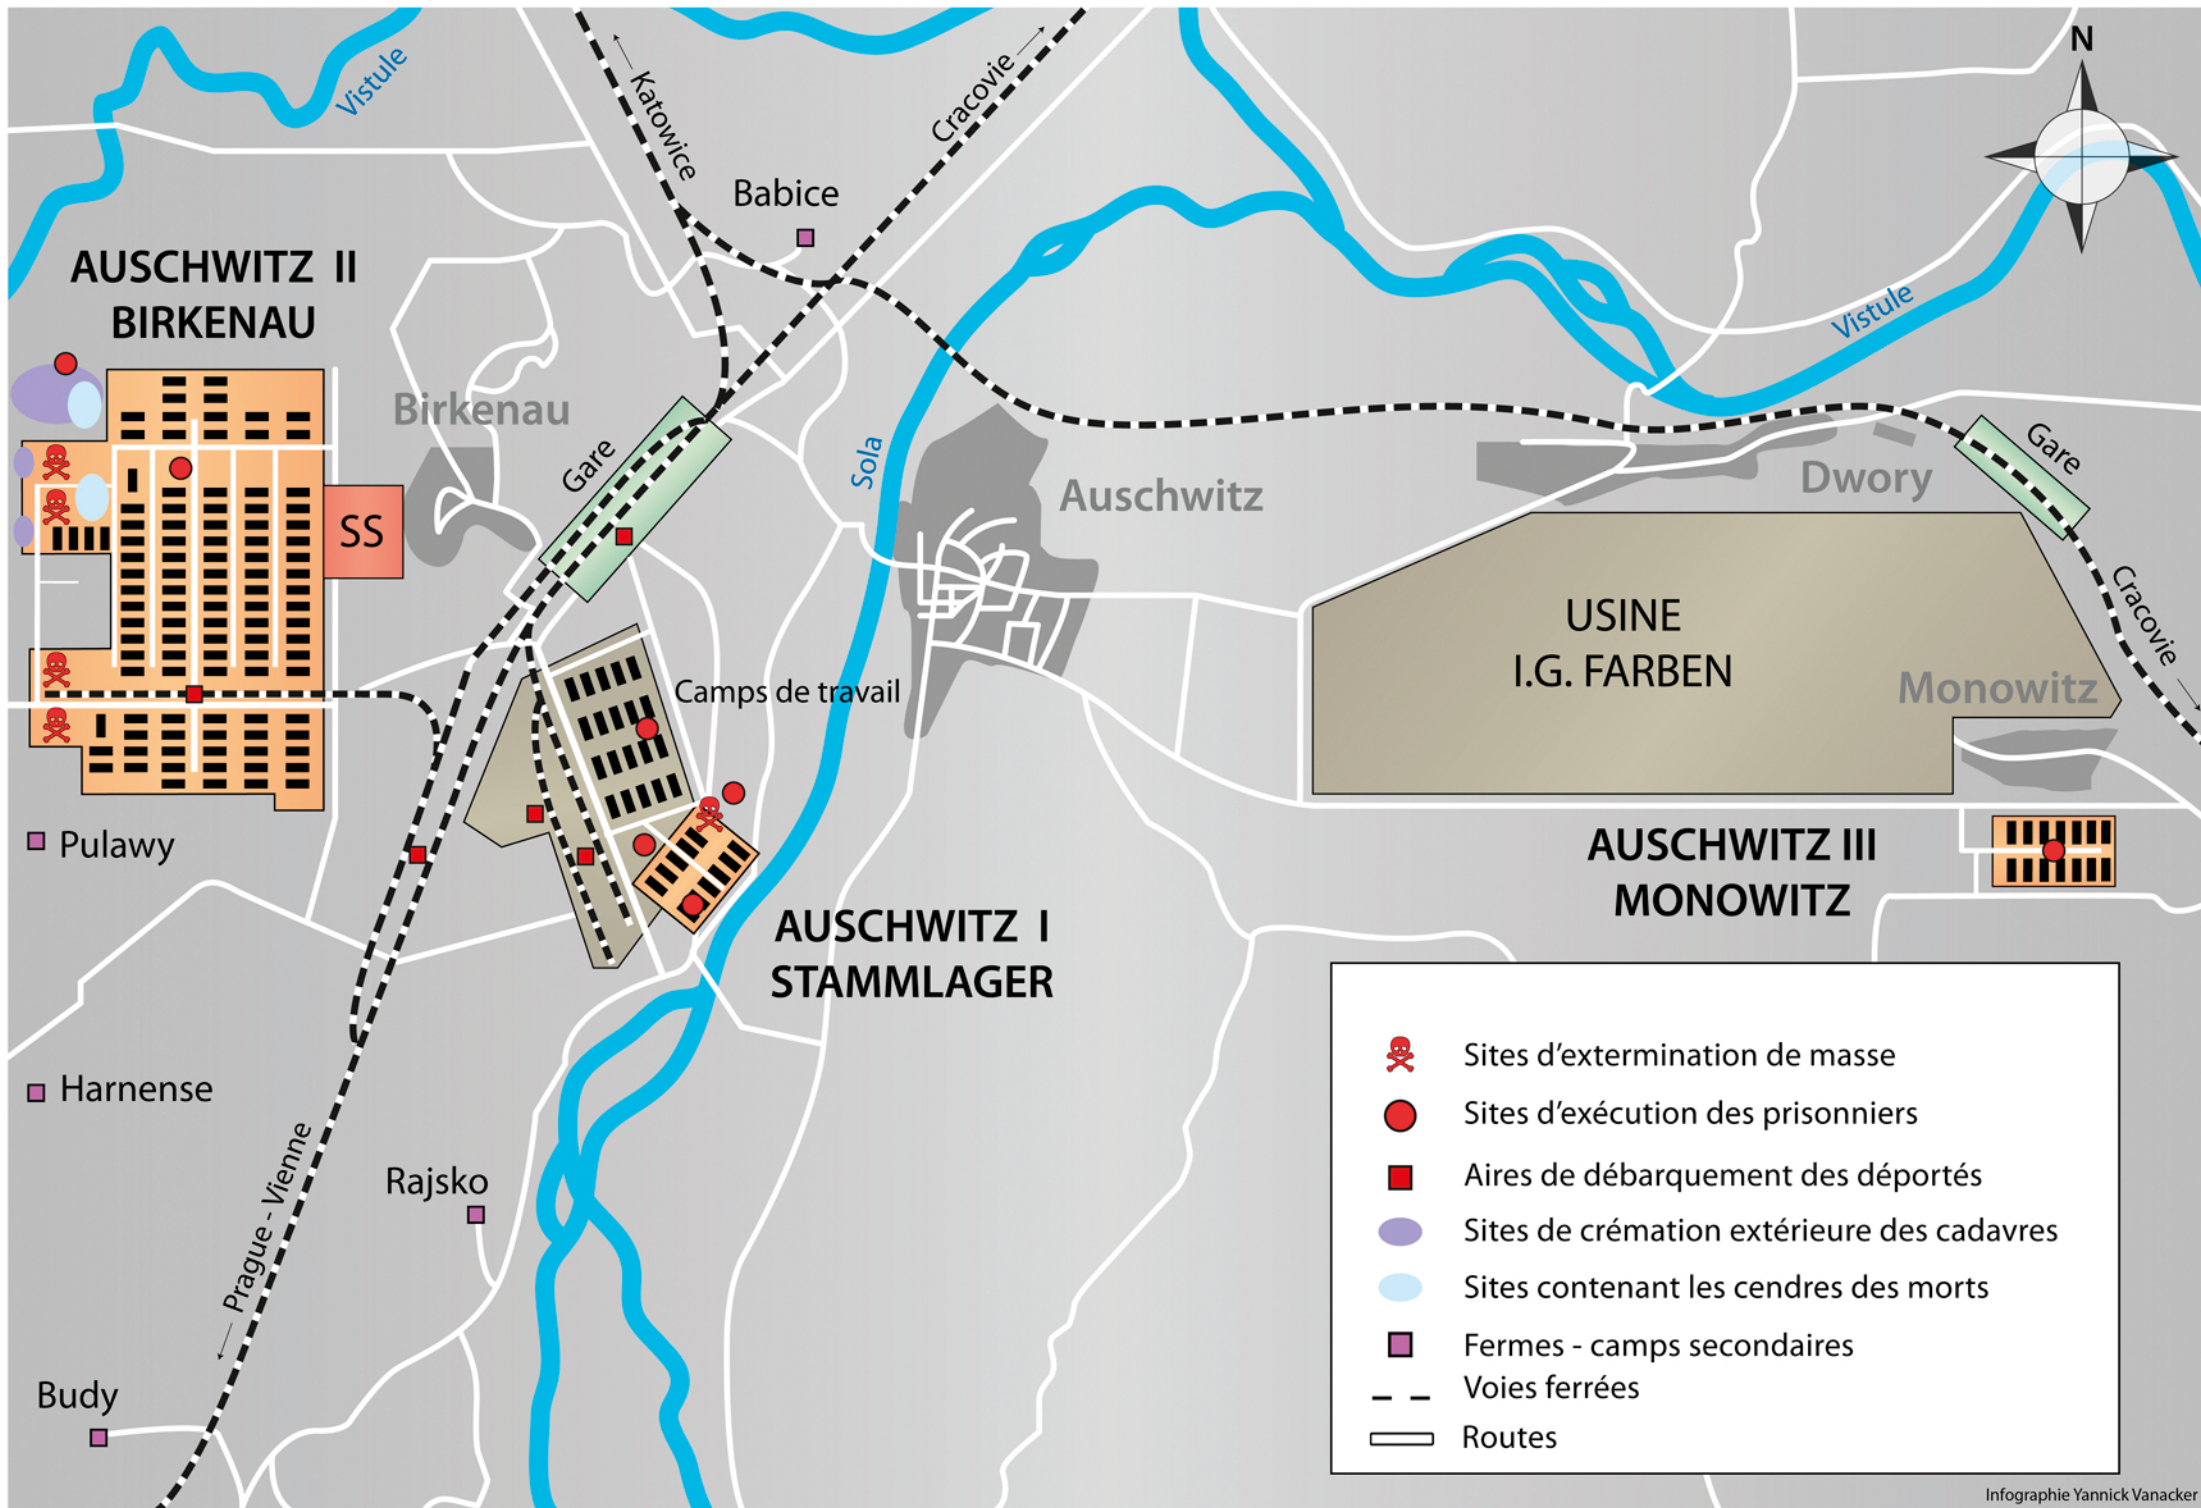 Vistule
Katowice
Cracovie
N
Babice
AUSCHWITZ II
BIRKENAU
Birkenau
Gare
Sola
Auschwitz
Vistule
Dwory
Gare
Cracovie
SS
USINE
I.G. FARBEN
Monowitz
Camps de travail
Pulawy
AUSCHWITZ III
MONOWITZ
AUSCHWITZ I
STAMMLAGER
Harnense
Prague - Vienne
Rajsko
Budy
Sites d'extermination de masse
Sites d'exécution des prisonniers
Aires de débarquement des déportés
Sites de crémation extérieure des cadavres
Sites contenant les cendres des morts
Fermes - camps secondaires
Voies ferrées
Routes
Infographie Yannick Vanacker